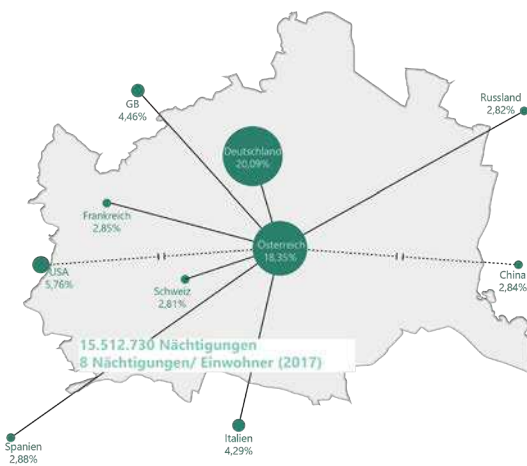 GB
4,46%
Russland
2,82%
Deutschland
20,09%
Frankreich
2,85%
Österreich
18,35%
USA
5,76%
Schweiz
2,81%
China
2,84%
15.512.730 Nächtigungen
8 Nächtigungen/ Einwohner (2017)
Italien
4,29%
Spanien
2,88%